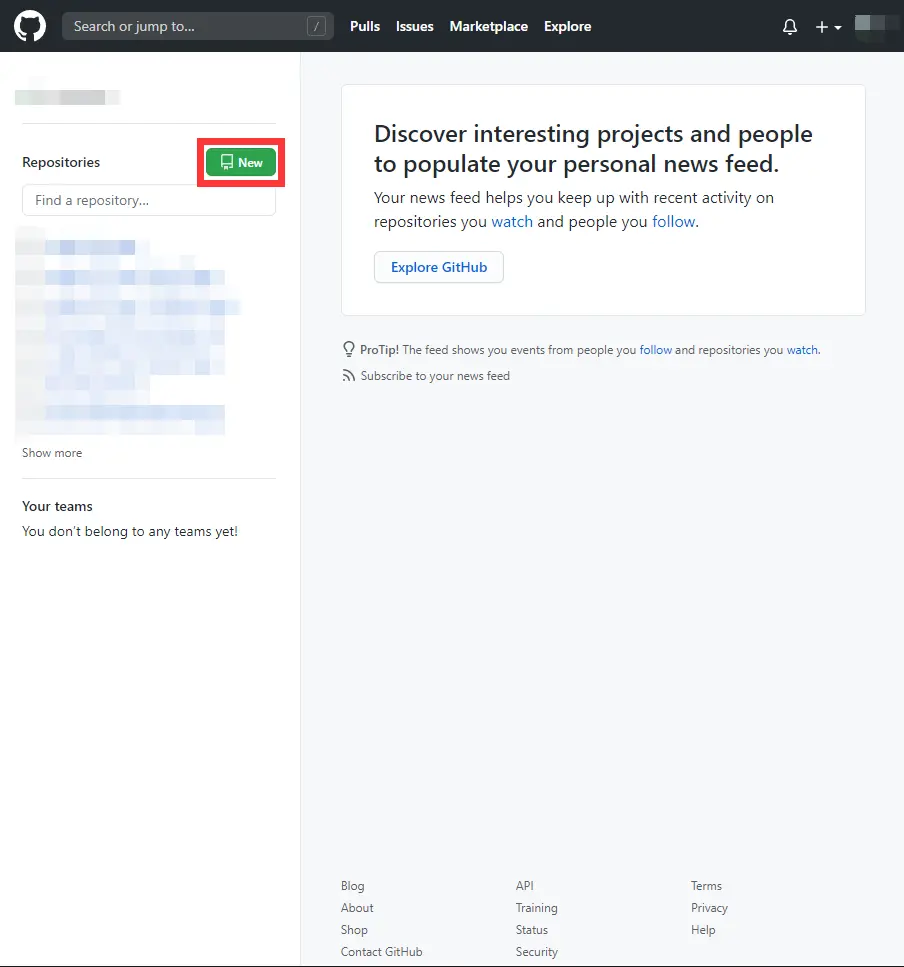 Search or jump to...
/
Pulls
Issues
Marketplace
Explore
Repositories
New
Find a repository...
Show more
Your teams
You don't belong to any teams yet!
Discover interesting projects and people
to populate your personal news feed.
Your news feed helps you keep up with recent activity on
repositories you watch and people you follow.
Explore GitHub
ProTip! The feed shows you events from people you follow and repositories you watch.
Subscribe to your news feed
Blog
About
Shop
Contact GitHub
API
Training
Status
Security
Terms
Privacy
Help